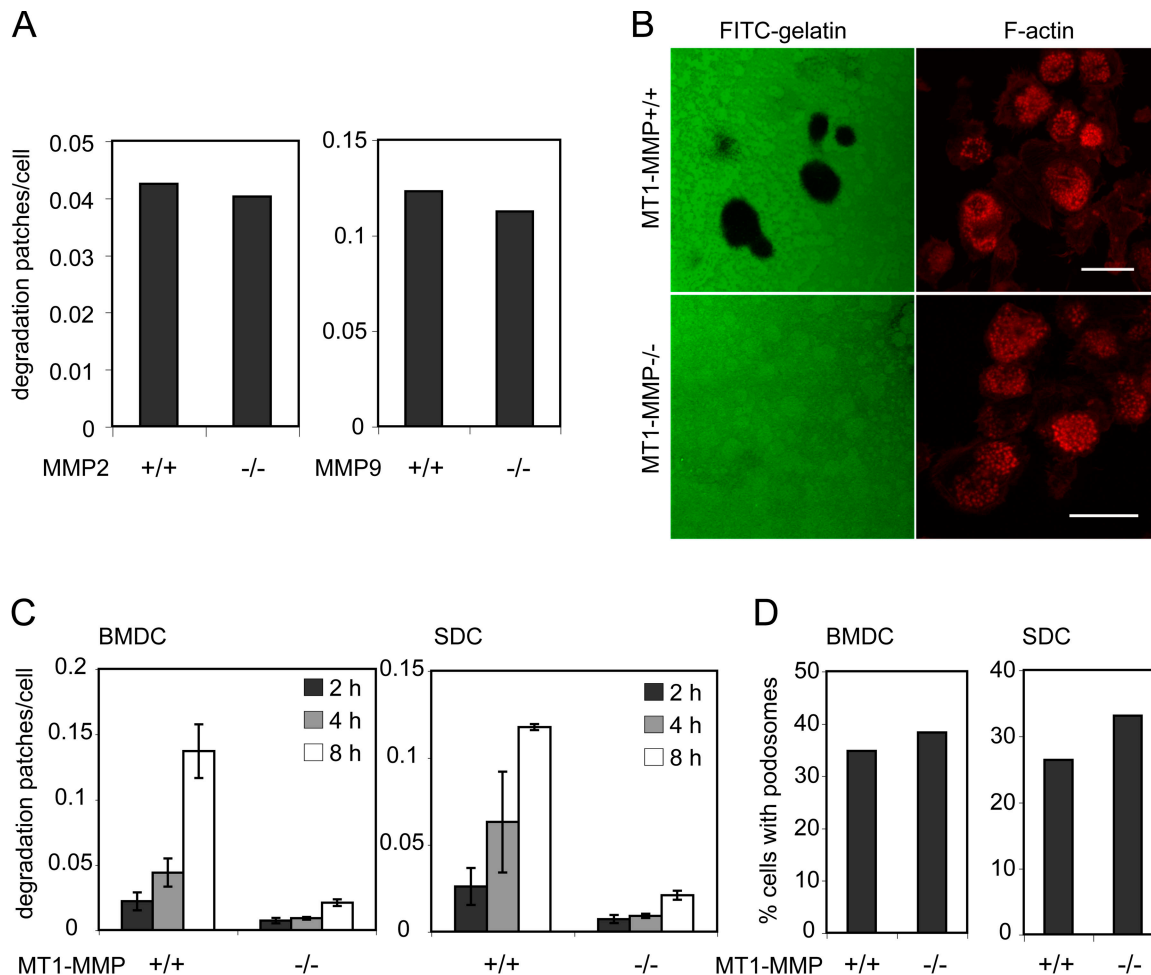 A
degradation patches/cell
0.05
0.04
0.03
0.02
0.01
0
MMP2 +/+ -/-
0.15
0.1
0.05
0
MMP9 +/+ -/-
B
FITC-gelatin F-actin
MT1-MMP+/+
MT1-MMP-/-
C
BMDC
degradation patches/cell
0.2
0.15
0.1
0.05
0
2 h
4 h
8 h
MT1-MMP +/+ -/-
SDC
0.15
0.1
0.05
0
2 h
4 h
8 h
+/+ -/-
D
BMDC
% cells with podosomes
50
40
30
20
10
0
MT1-MMP +/+ -/-
SDC
40
30
20
10
0
+/+ -/-